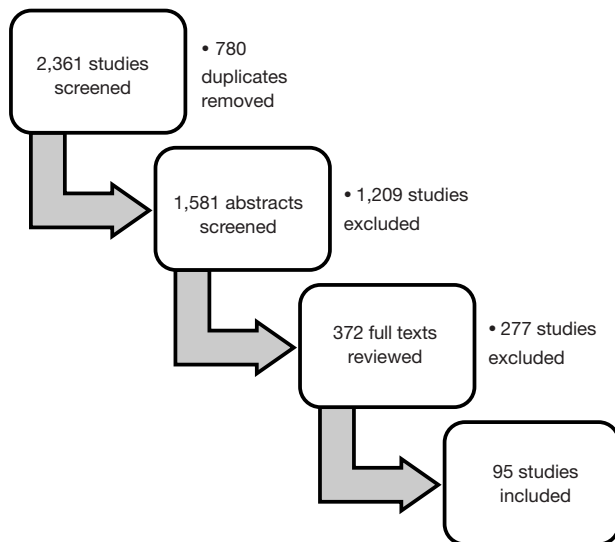 2,361 studies
screened
• 780
duplicates
removed
1,581 abstracts
screened
• 1,209 studies
excluded
372 full texts
reviewed
• 277 studies
excluded
95 studies
included